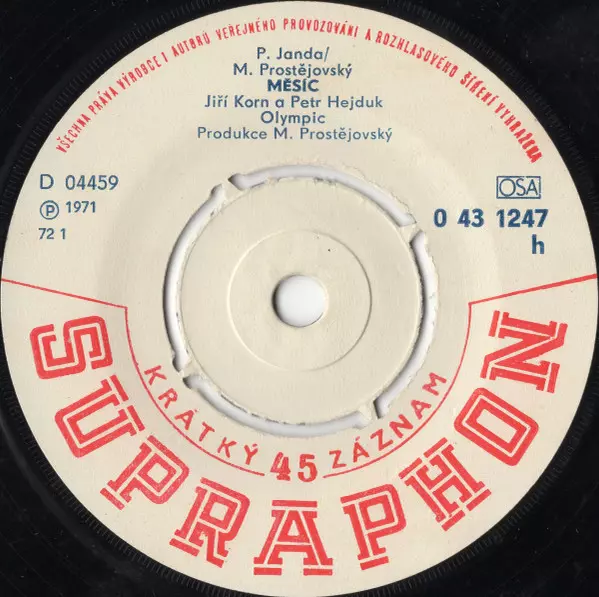 VŠECHNA PRÁVA VÝROBCE I AUTORŮ VEŘEJNÉHO PROVOZOVÁNÍ A ROZHLASOVÉHO ŠÍŘENÍ VYHRAŽENA
P. Janda/
M. Prostějovský
MĚSÍC
Jiří Korn a Petr Hejduk
Olympic
Produkce M. Prostějovský
D 04459
Ⓟ 1971
72 1
OSA
0 43 1247
h
KRÁTKÝ 45 ZÁZNAM
SUPRAPHON